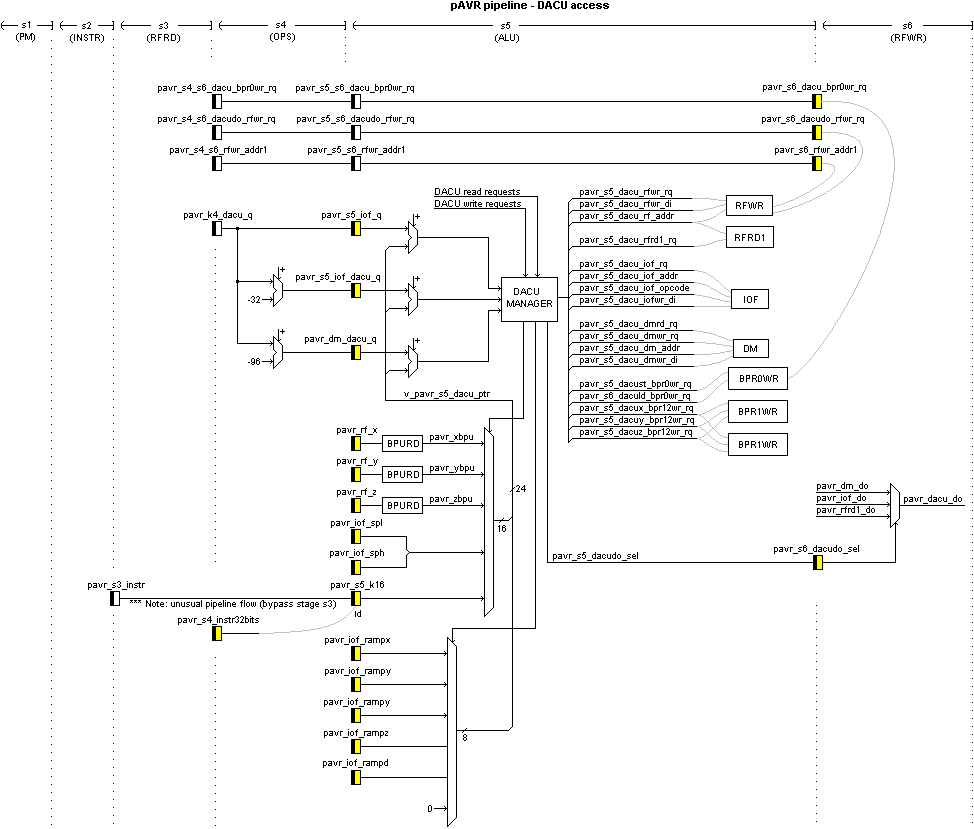 pAVR pipeline - DACU access
s1
(PM)
s2
(INSTR)
s3
(RFRD)
s4
(OPS)
s5
(ALU)
s6
(RFWR)
pavr_s4_s6_dacu_bpr0wr_rq
pavr_s5_s6_dacu_bpr0wr_rq
pavr_s6_dacu_bpr0wr_rq
pavr_s4_s6_dacudo_rfwr_rq
pavr_s5_s6_dacudo_rfwr_rq
pavr_s6_dacudo_rfwr_rq
pavr_s4_s6_rfwr_addr1
pavr_s5_s6_rfwr_addr1
pavr_s6_rfwr_addr1
DACU read requests
DACU write requests
pavr_k4_dacu_q
pavr_s5_iof_q
+
pavr_s5_iof_dacu_q
+
-32
+
pavr_dm_dacu_q
+
-96
+
DACU
MANAGER
v_pavr_s5_dacu_ptr
pavr_s5_dacu_rfwr_rq
pavr_s5_dacu_rfwr_di
pavr_s5_dacu_rf_addr
RFWR
pavr_s5_dacu_rfrd1_rq
RFRD1
pavr_s5_dacu_iof_rq
pavr_s5_dacu_iof_addr
pavr_s5_dacu_iof_opcode
pavr_s5_dacu_iofwr_di
IOF
pavr_s5_dacu_dmrd_rq
pavr_s5_dacu_dmwr_rq
pavr_s5_dacu_dm_addr
pavr_s5_dacu_dmwr_di
DM
pavr_s5_dacust_bpr0wr_rq
pavr_s6_daculd_bpr0wr_rq
BPR0WR
pavr_s5_dacux_bpr12wr_rq
pavr_s5_dacuy_bpr12wr_rq
pavr_s5_dacuz_bpr12wr_rq
BPR1WR
BPR1WR
pavr_rf_x
BPURD
pavr_xbpu
pavr_rf_y
BPURD
pavr_ybpu
pavr_rf_z
BPURD
pavr_zbpu
24
16
pavr_iof_spl
pavr_iof_sph
pavr_s3_instr
pavr_s5_k16
*** Note: unusual pipeline flow (bypass stage s3)
ld
pavr_s4_instr32bits
pavr_s5_dacudo_sel
pavr_s6_dacudo_sel
pavr_dm_do
pavr_iof_do
pavr_rfrd1_do
pavr_dacu_do
pavr_iof_rampx
pavr_iof_rampy
pavr_iof_rampy
pavr_iof_rampz
pavr_iof_rampd
8
0